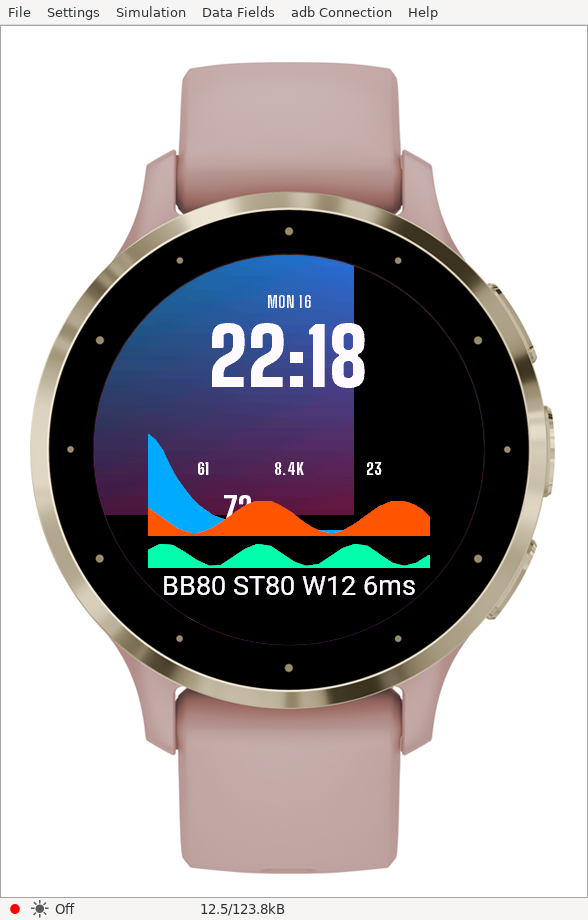 File Settings Simulation Data Fields adb Connection Help
MON 16
22:18
61 8.4K 23
BB80 ST80 W12 6ms
Off 12.5/123.8kB